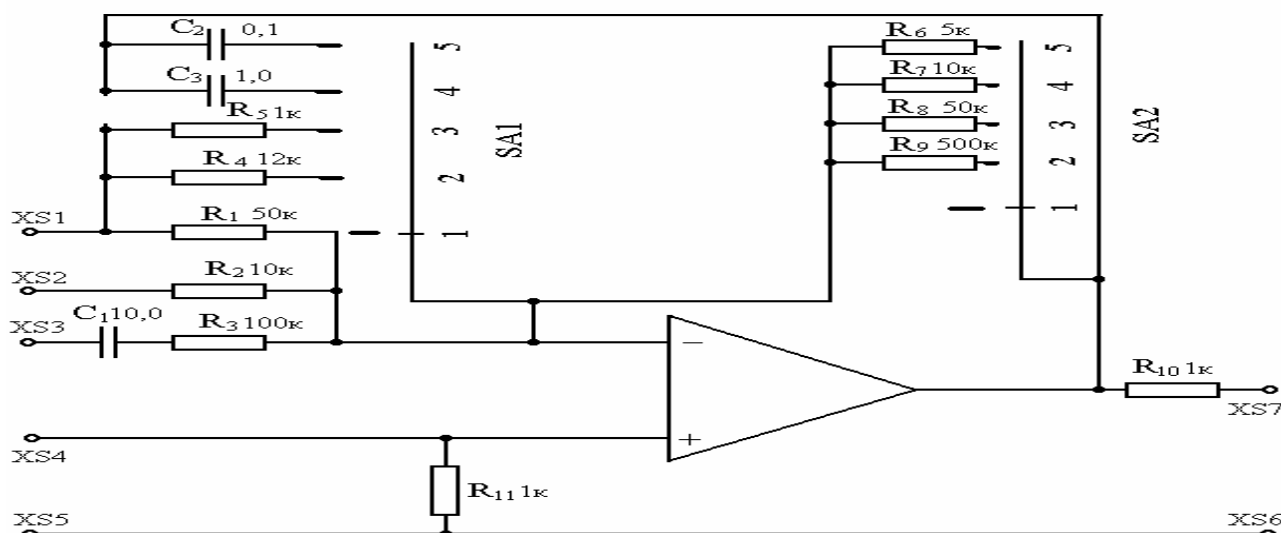 C2 0,1
C3 1,0
R5 1к
R4 12к
XS1
R1 50к
XS2
R2 10к
XS3
C1 10,0
R3 100к
5
4
3
2
1
SA1
R6 5к
R7 10к
R8 50к
R9 500к
5
4
3
2
1
SA2
−
+
R10 1к
XS7
XS4
R11 1к
XS5
XS6